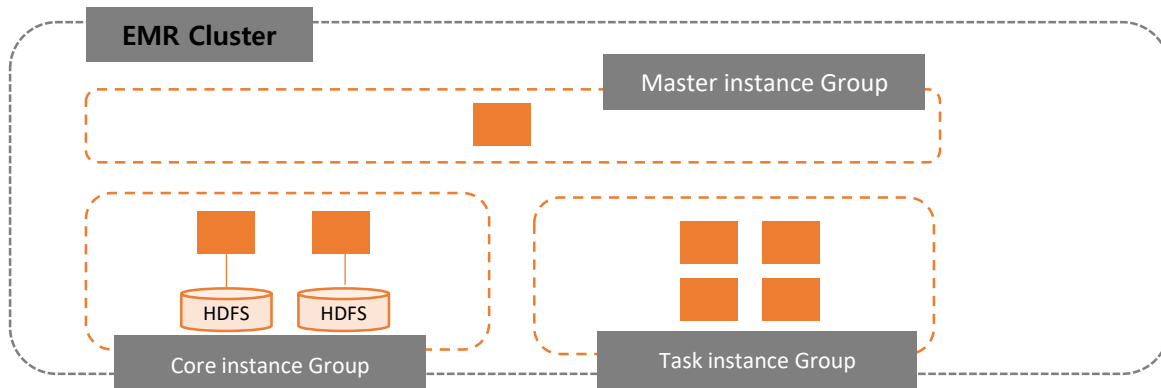 EMR Cluster
Master instance Group
HDFS
HDFS
Core instance Group
Task instance Group